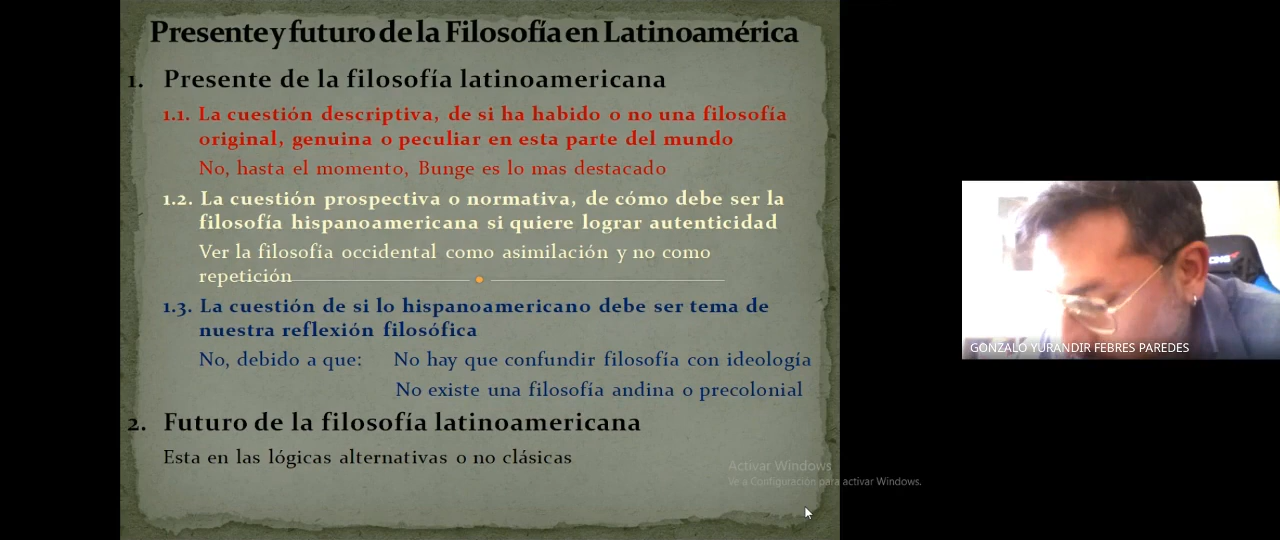 Presente y futuro de la Filosofía en Latinoamérica
1. Presente de la filosofía latinoamericana
1.1. La cuestión descriptiva, de si ha habido o no una filosofía
original, genuina o peculiar en esta parte del mundo
No, hasta el momento, Bunge es lo mas destacado
1.2. La cuestión prospectiva o normativa, de cómo debe ser la
filosofía hispanoamericana si quiere lograr autenticidad
Ver la filosofía occidental como asimilación y no como
repetición
1.3. La cuestión de si lo hispanoamericano debe ser tema de
nuestra reflexión filosófica
No, debido a que: No hay que confundir filosofía con ideología
No existe una filosofía andina o precolonial
2. Futuro de la filosofía latinoamericana
Esta en las lógicas alternativas o no clásicas
Activar Windows
Ve a Configuración para activar Windows.
GONZALO YURANDIR FEBRES PAREDES